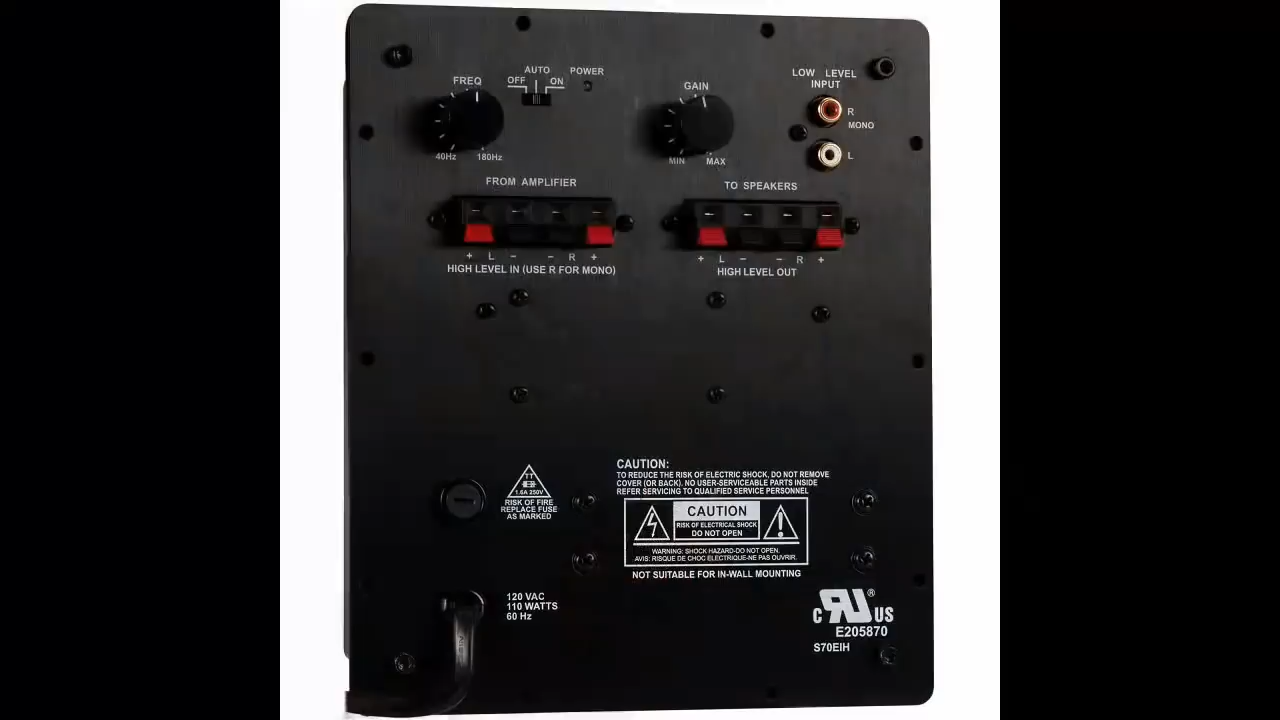 FREQ
OFF AUTO ON
POWER
40Hz 180Hz
GAIN
MIN MAX
LOW LEVEL
INPUT
R
MONO
L
FROM AMPLIFIER
+ L − − R +
HIGH LEVEL IN (USE R FOR MONO)
TO SPEAKERS
+ L − − R +
HIGH LEVEL OUT
1.6A 250V
RISK OF FIRE
REPLACE FUSE
AS MARKED
CAUTION:
TO REDUCE THE RISK OF ELECTRIC SHOCK, DO NOT REMOVE
COVER (OR BACK). NO USER-SERVICEABLE PARTS INSIDE
REFER SERVICING TO QUALIFIED SERVICE PERSONNEL
CAUTION
RISK OF ELECTRICAL SHOCK
DO NOT OPEN
WARNING: SHOCK HAZARD-DO NOT OPEN.
AVIS: RISQUE DE CHOC ELECTRIQUE-NE PAS OUVRIR.
NOT SUITABLE FOR IN-WALL MOUNTING
120 VAC
110 WATTS
60 Hz
C RU ® US
E205870
S70EIH